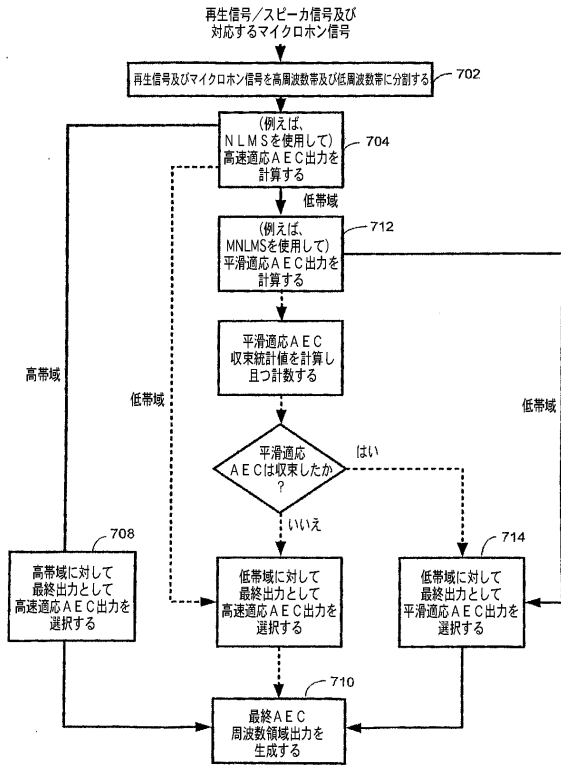 再生信号／スピーカ信号及び
対応するマイクロホン信号
再生信号及びマイクロホン信号を高周波数帯及び低周波数帯に分割する
702
（例えば、
ＮＬＭＳを使用して）
高速適応ＡＥＣ出力を
計算する
704
低帯域
（例えば、
MNLMSを使用して）
平滑適応ＡＥＣ出力を
計算する
712
平滑適応ＡＥＣ
収束統計値を計算し
且つ計数する
高帯域
低帯域
低帯域
平滑適応
ＡＥＣは収束したか
？
はい
いいえ
708
高帯域に対して
最終出力として
高速適応ＡＥＣ出力を
選択する
低帯域に対して
最終出力として
高速適応ＡＥＣ出力を
選択する
714
低帯域に対して
最終出力として
平滑適応ＡＥＣ出力を
選択する
710
最終ＡＥＣ
周波数領域出力を
生成する